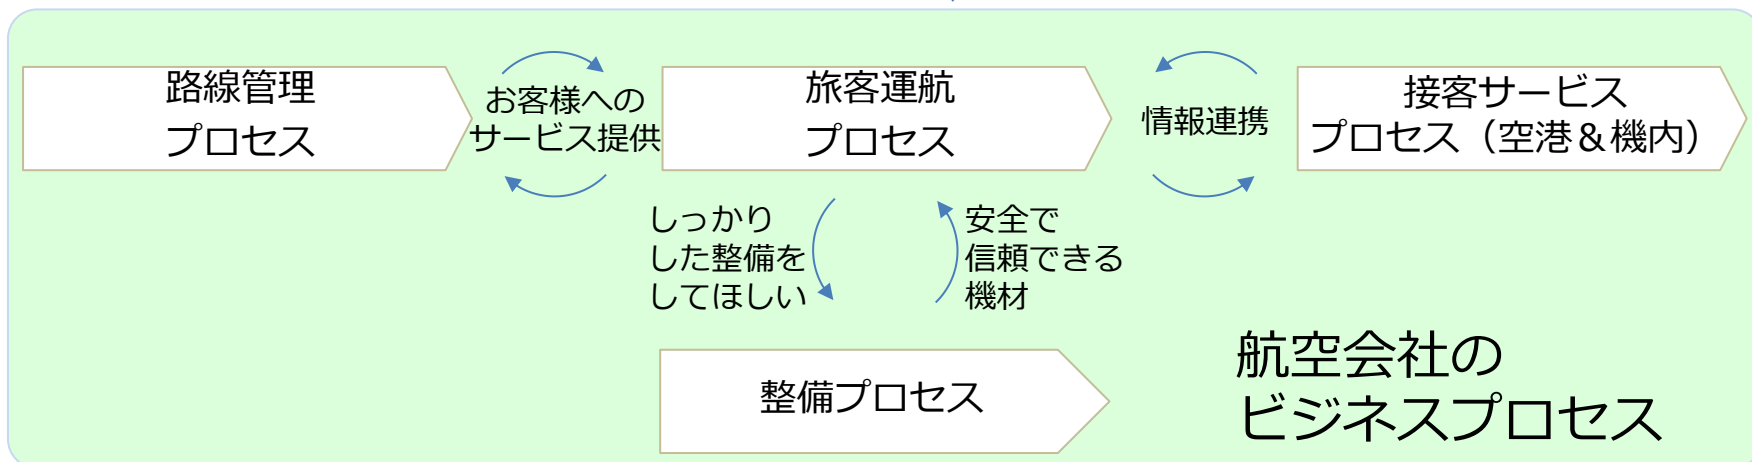 路線管理
プロセス
お客様への
サービス提供
旅客運航
プロセス
情報連携
接客サービス
プロセス（空港＆機内）
しっかり
した整備を
してほしい
安全で
信頼できる
機材
整備プロセス
航空会社の
ビジネスプロセス